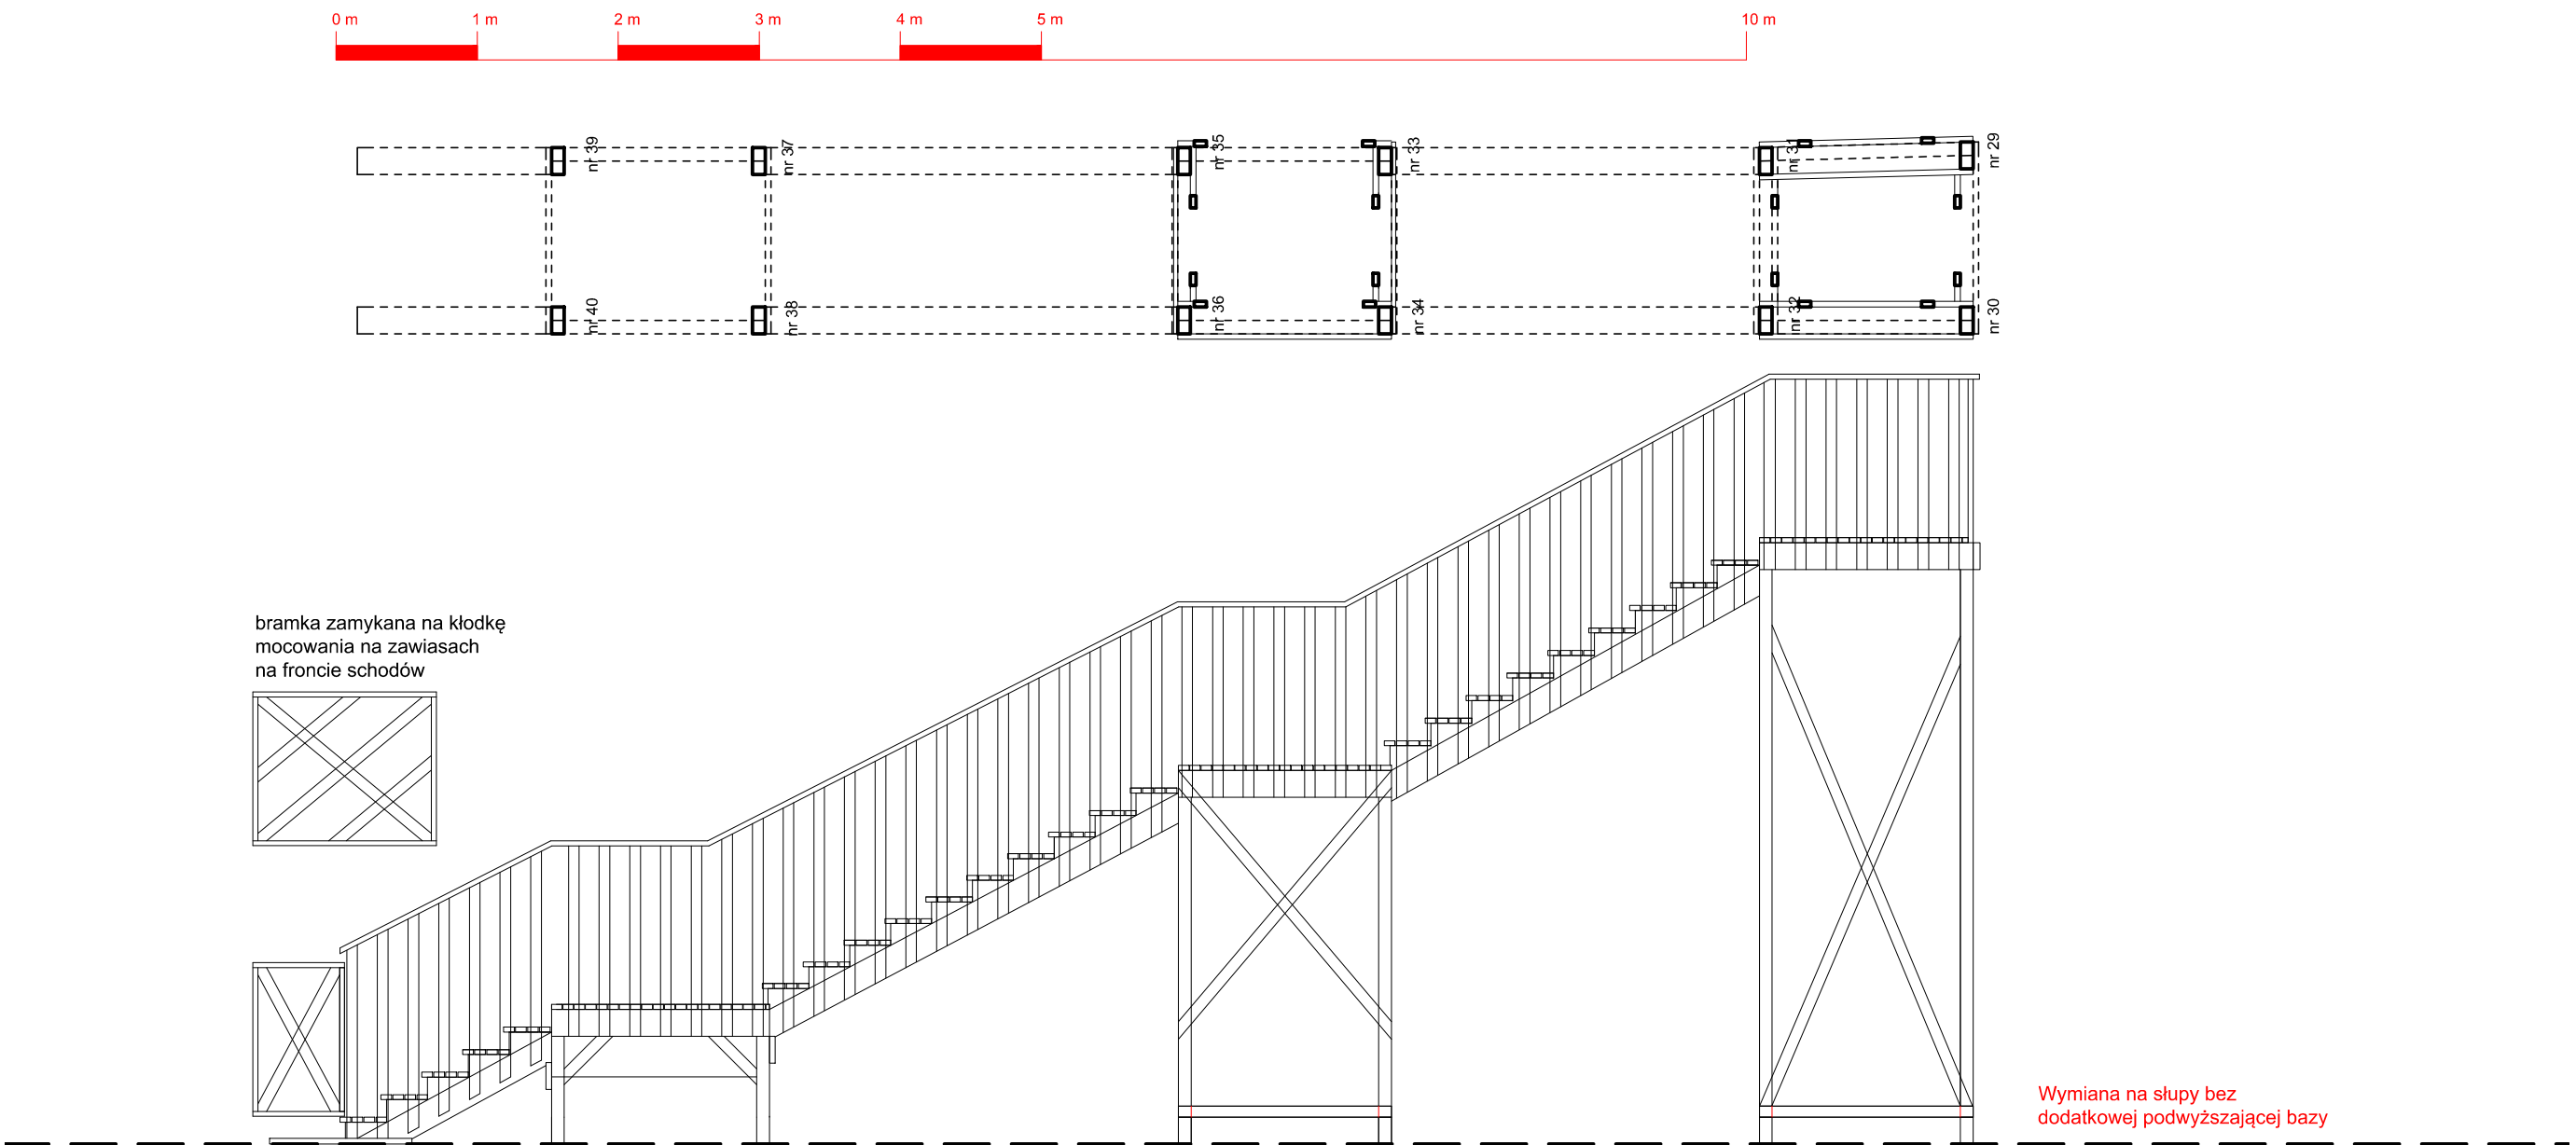 0 m 1 m 2 m 3 m 4 m 5 m 10 m
nr 39 nr 37 nr 35 nr 33 nr 31 nr 29
nr 40 nr 38 nr 36 nr 34 nr 32 nr 30
bramka zamykana na kłodkę
mocowania na zawiasach
na froncie schodów
Wymiana na słupy bez
dodatkowej podwyższającej bazy